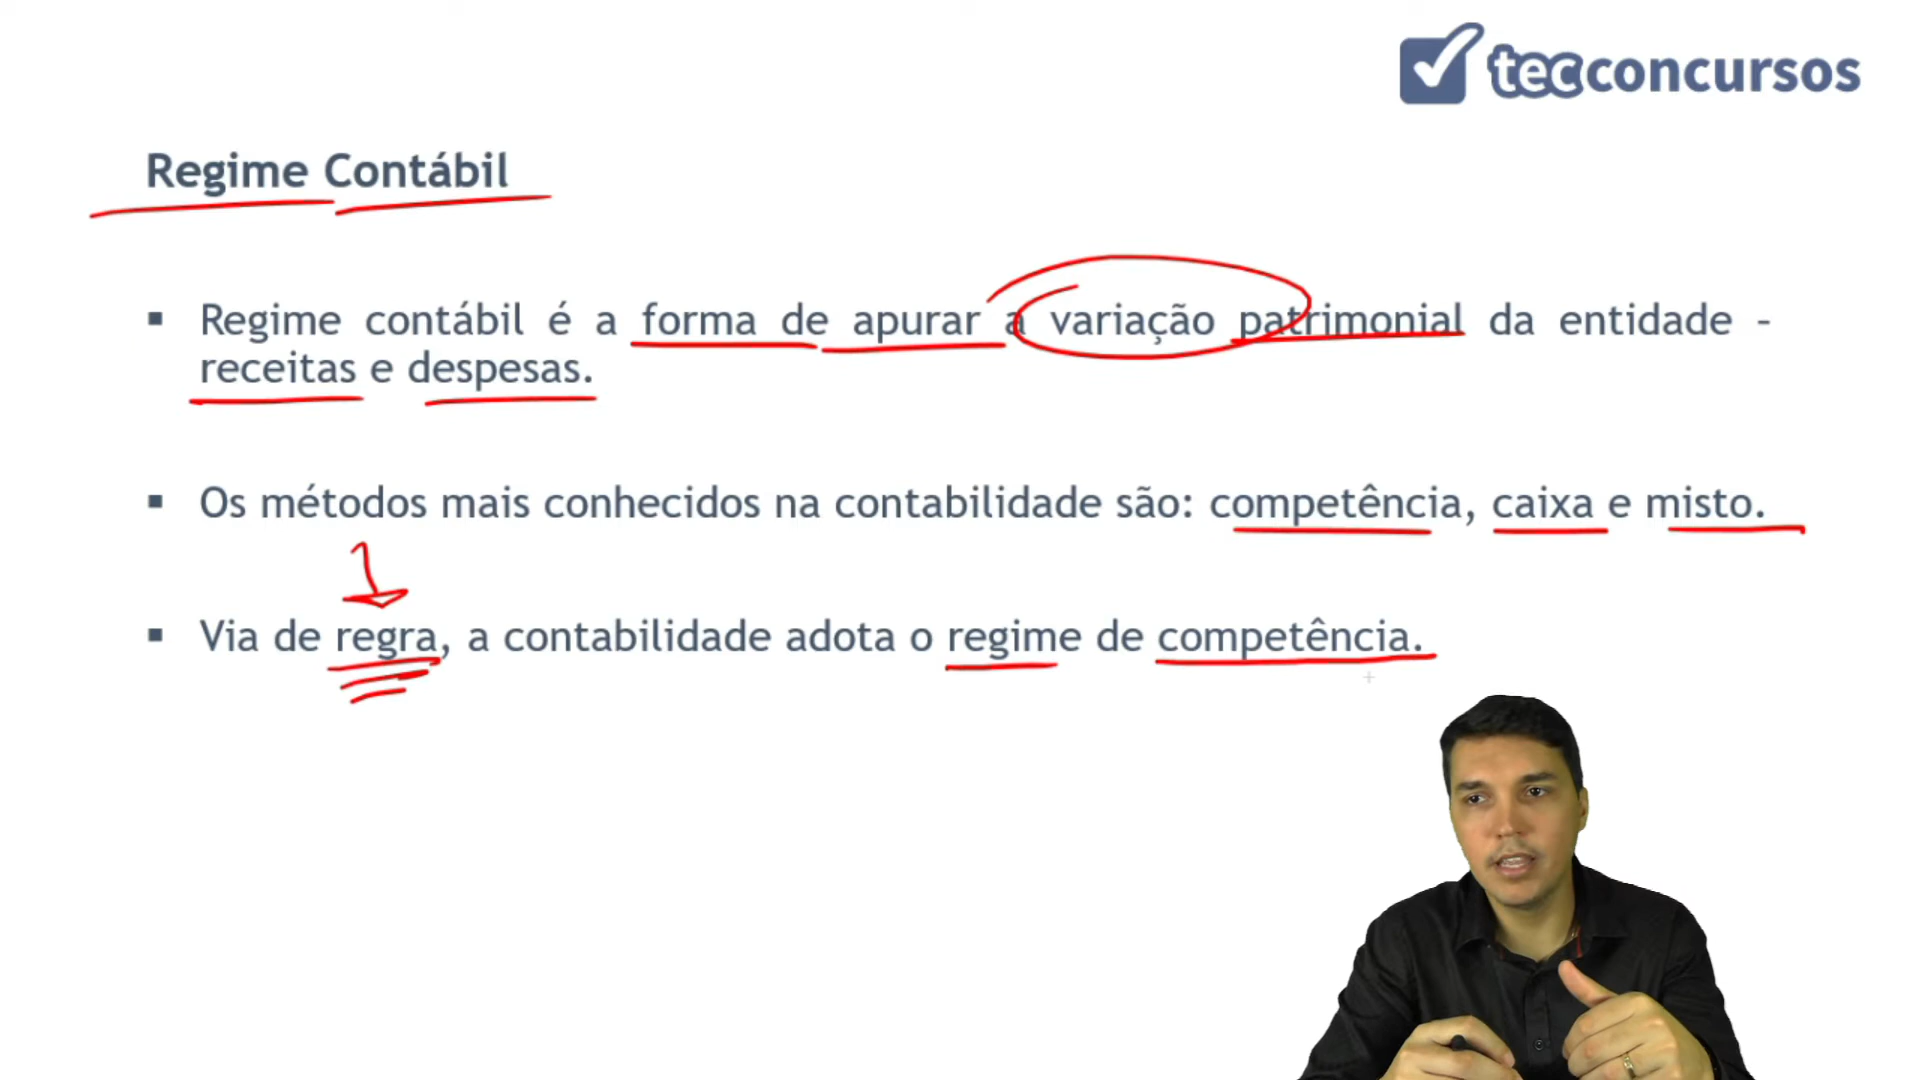 tecconcursos
Regime Contábil
▪ Regime contábil é a forma de apurar a variação patrimonial da entidade -
receitas e despesas.
▪ Os métodos mais conhecidos na contabilidade são: competência, caixa e misto.
▪ Via de regra, a contabilidade adota o regime de competência.